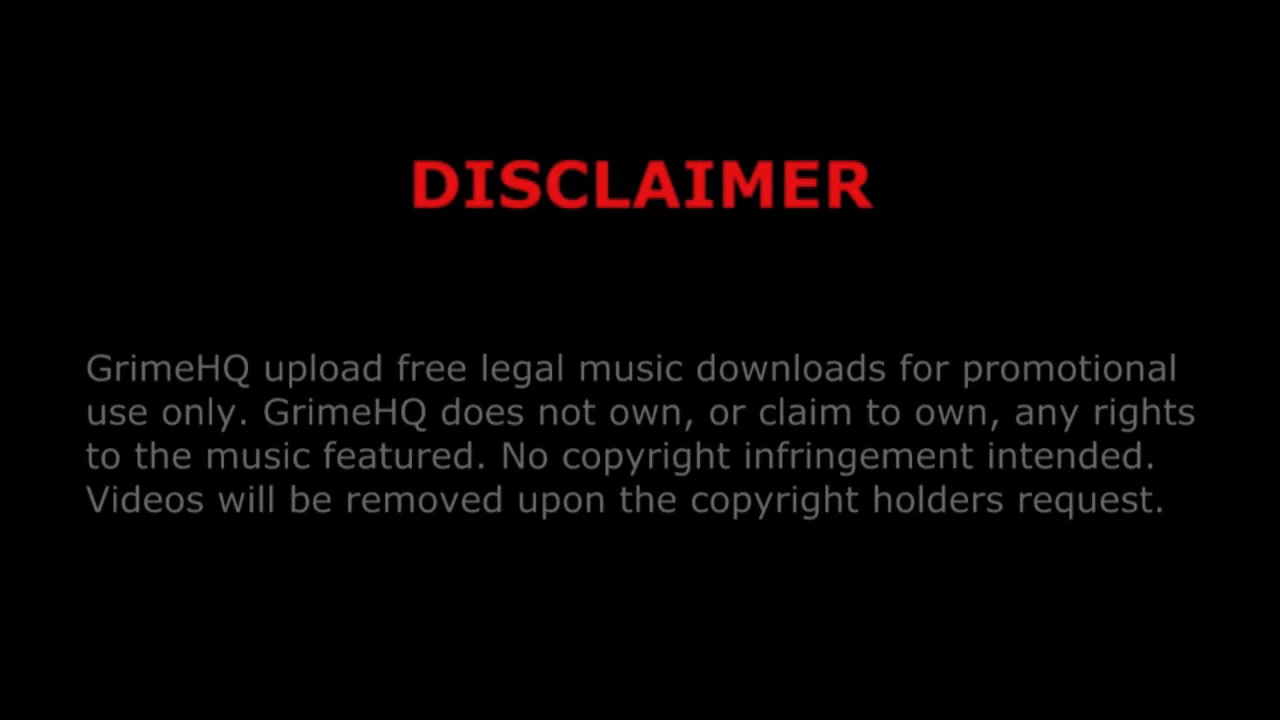 DISCLAIMER
GrimeHQ upload free legal music downloads for promotional
use only. GrimeHQ does not own, or claim to own, any rights
to the music featured. No copyright infringement intended.
Videos will be removed upon the copyright holders request.